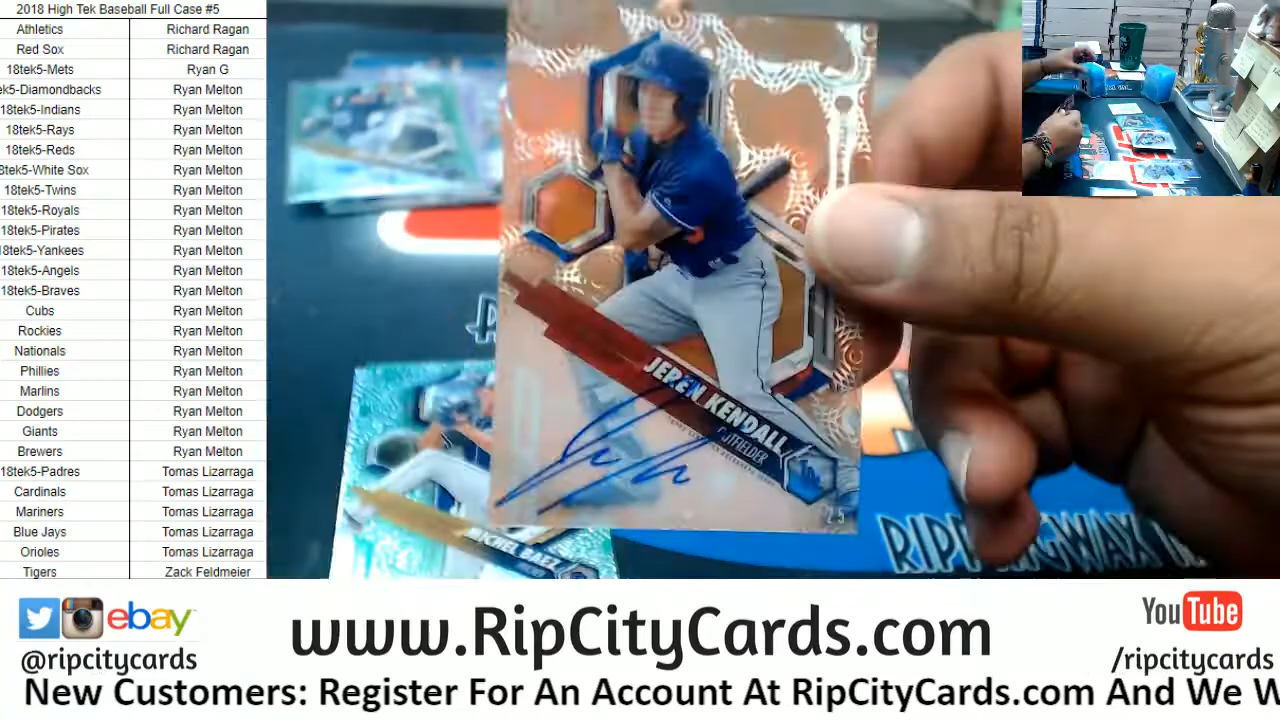 2018 High Tek Baseball Full Case #5
Athletics Richard Ragan
Red Sox Richard Ragan
18tek5-Mets Ryan G
ek5-Diamondbacks Ryan Melton
18tek5-Indians Ryan Melton
18tek5-Rays Ryan Melton
18tek5-Reds Ryan Melton
8tek5-White Sox Ryan Melton
18tek5-Twins Ryan Melton
18tek5-Royals Ryan Melton
18tek5-Pirates Ryan Melton
8tek5-Yankees Ryan Melton
18tek5-Angels Ryan Melton
18tek5-Braves Ryan Melton
Cubs Ryan Melton
Rockies Ryan Melton
Nationals Ryan Melton
Phillies Ryan Melton
Marlins Ryan Melton
Dodgers Ryan Melton
Giants Ryan Melton
Brewers Ryan Melton
18tek5-Padres Tomas Lizarraga
Cardinals Tomas Lizarraga
Mariners Tomas Lizarraga
Blue Jays Tomas Lizarraga
Orioles Tomas Lizarraga
Tigers Zack Feldmeier
JEREN KENDALL
OUTFIELDER
MICHEL BAEZ
ebay
@ripcitycards
www.RipCityCards.com
YouTube
/ripcitycards
New Customers: Register For An Account At RipCityCards.com And We W